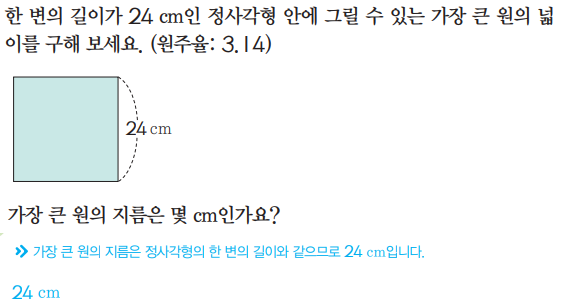 한 변의 길이가 24 cm인 정사각형 안에 그릴 수 있는 가장 큰 원의 넓
이를 구해 보세요. (원주율: 3.14)
24 cm
가장 큰 원의 지름은 몇 cm인가요?
≫ 가장 큰 원의 지름은 정사각형의 한 변의 길이와 같으므로 24 cm입니다.
24 cm